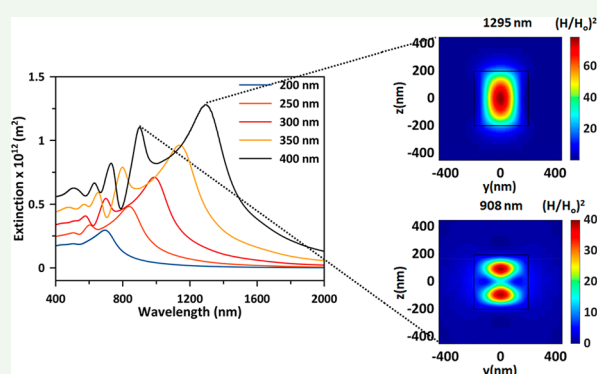 1.5
1
0.5
0
Extinction x 10¹² (m²)
400 800 1200 1600 2000
Wavelength (nm)
200 nm
250 nm
300 nm
350 nm
400 nm
1295 nm (H/Hₒ)²
400
200
0
-200
-400
z(nm)
-400 0 400
y(nm)
60
40
20
0
908 nm (H/Hₒ)²
400
200
0
-200
-400
z(nm)
-400 0 400
y(nm)
40
30
20
10
0